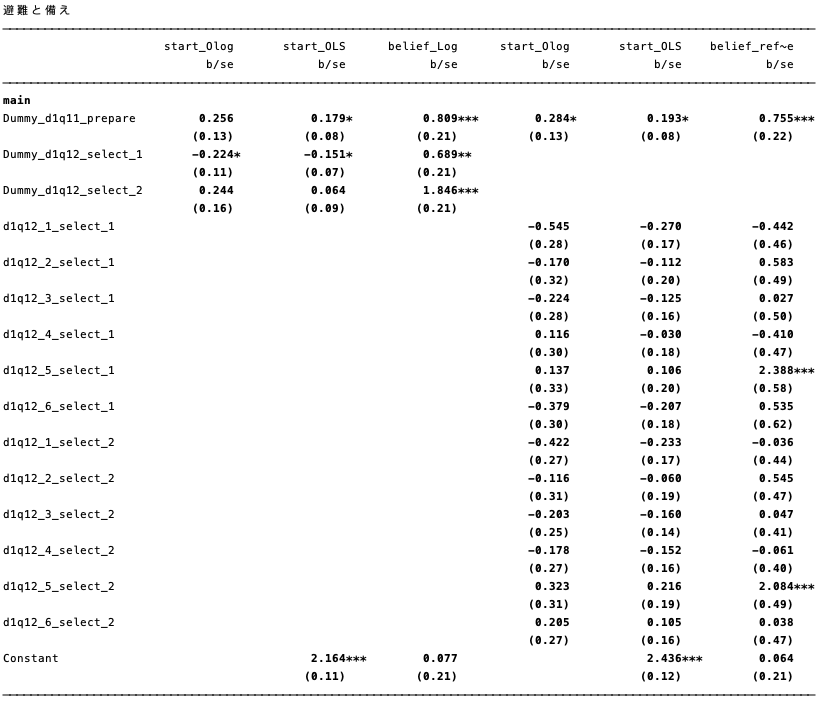 避難と備え
start_Olog start_OLS belief_Log start_Olog start_OLS belief_ref~e
b/se b/se b/se b/se b/se b/se
main
Dummy_d1q11_prepare 0.256 0.179* 0.809*** 0.284* 0.193* 0.755***
(0.13) (0.08) (0.21) (0.13) (0.08) (0.22)
Dummy_d1q12_select_1 -0.224* -0.151* 0.689**
(0.11) (0.07) (0.21)
Dummy_d1q12_select_2 0.244 0.064 1.846***
(0.16) (0.09) (0.21)
d1q12_1_select_1 -0.545 -0.270 -0.442
(0.28) (0.17) (0.46)
d1q12_2_select_1 -0.170 -0.112 0.583
(0.32) (0.20) (0.49)
d1q12_3_select_1 -0.224 -0.125 0.027
(0.28) (0.16) (0.50)
d1q12_4_select_1 0.116 -0.030 -0.410
(0.30) (0.18) (0.47)
d1q12_5_select_1 0.137 0.106 2.388***
(0.33) (0.20) (0.58)
d1q12_6_select_1 -0.379 -0.207 0.535
(0.30) (0.18) (0.62)
d1q12_1_select_2 -0.422 -0.233 -0.036
(0.27) (0.17) (0.44)
d1q12_2_select_2 -0.116 -0.060 0.545
(0.31) (0.19) (0.47)
d1q12_3_select_2 -0.203 -0.160 0.047
(0.25) (0.14) (0.41)
d1q12_4_select_2 -0.178 -0.152 -0.061
(0.27) (0.16) (0.40)
d1q12_5_select_2 0.323 0.216 2.084***
(0.31) (0.19) (0.49)
d1q12_6_select_2 0.205 0.105 0.038
(0.27) (0.16) (0.47)
Constant 2.164*** 0.077 2.436*** 0.064
(0.11) (0.21) (0.12) (0.21)